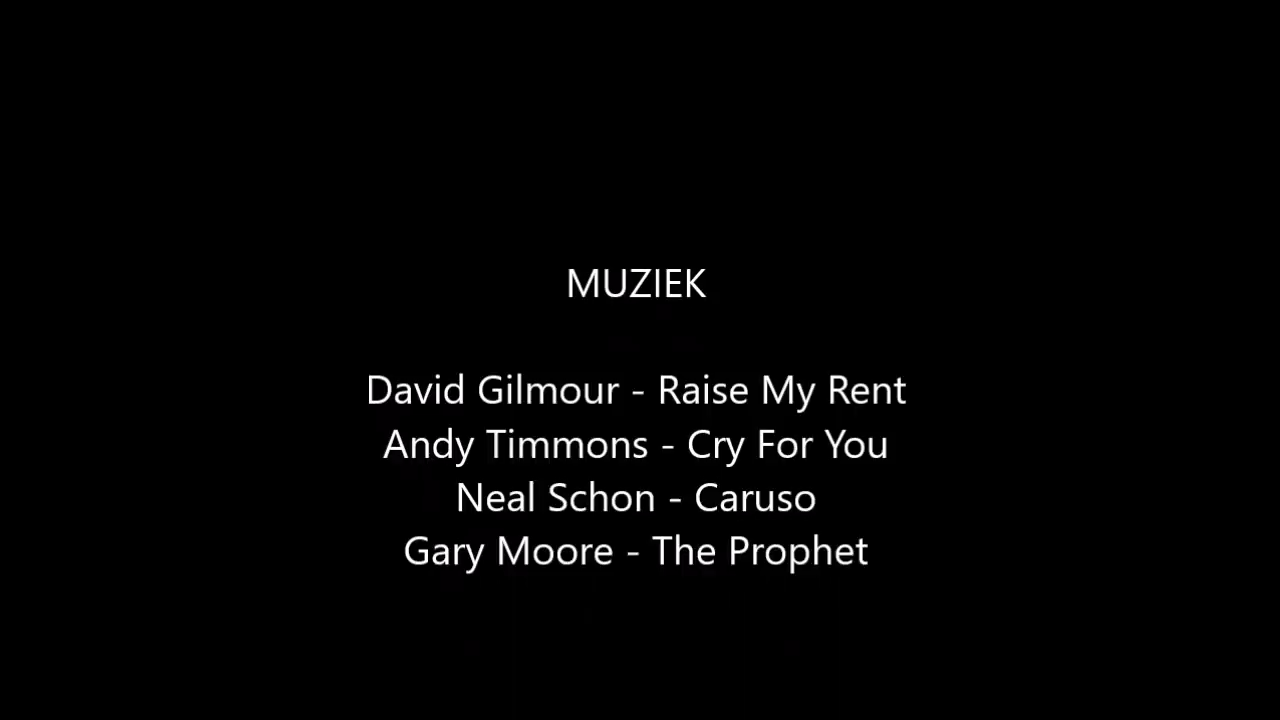 MUZIEK
David Gilmour - Raise My Rent
Andy Timmons - Cry For You
Neal Schon - Caruso
Gary Moore - The Prophet